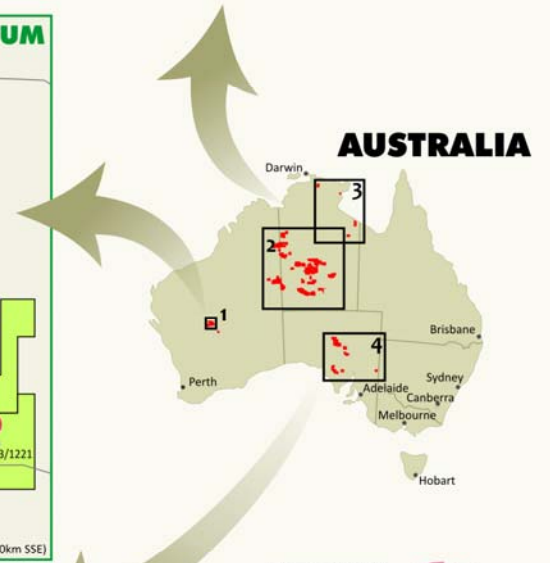 UM
AUSTRALIA
Darwin
3
2
1
Brisbane
4
Perth
Sydney
Adelaide
Canberra
Melbourne
3/1221
Hobart
0km SSE)